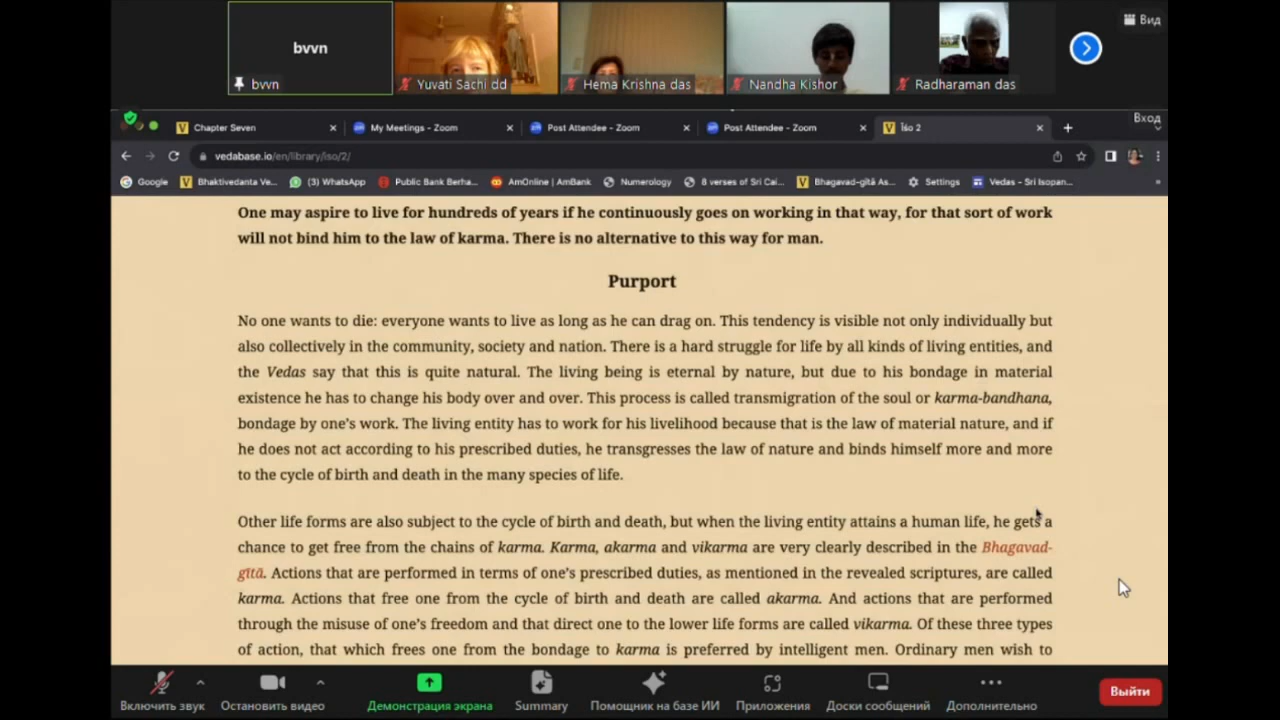 Вид
bvvn
bvvn
Yuvati Sachi dd
Hema Krishna das
Nandha Kishor
Radharaman das
Вход
Chapter Seven
My Meetings - Zoom
Post Attendee - Zoom
Post Attendee - Zoom
Īśo 2
vedabase.io/en/library/iso/2/
Google
Bhaktivedanta Ve...
(3) WhatsApp
Public Bank Berha...
AmOnline | AmBank
Numerology
8 verses of Sri Cai...
Bhagavad-gītā As...
Settings
Vedas - Sri Isopan...
»
One may aspire to live for hundreds of years if he continuously goes on working in that way, for that sort of work
will not bind him to the law of karma. There is no alternative to this way for man.
Purport
No one wants to die: everyone wants to live as long as he can drag on. This tendency is visible not only individually but
also collectively in the community, society and nation. There is a hard struggle for life by all kinds of living entities, and
the Vedas say that this is quite natural. The living being is eternal by nature, but due to his bondage in material
existence he has to change his body over and over. This process is called transmigration of the soul or karma-bandhana,
bondage by one's work. The living entity has to work for his livelihood because that is the law of material nature, and if
he does not act according to his prescribed duties, he transgresses the law of nature and binds himself more and more
to the cycle of birth and death in the many species of life.
Other life forms are also subject to the cycle of birth and death, but when the living entity attains a human life, he gets a
chance to get free from the chains of karma. Karma, akarma and vikarma are very clearly described in the Bhagavad-
gītā. Actions that are performed in terms of one's prescribed duties, as mentioned in the revealed scriptures, are called
karma. Actions that free one from the cycle of birth and death are called akarma. And actions that are performed
through the misuse of one's freedom and that direct one to the lower life forms are called vikarma. Of these three types
of action, that which frees one from the bondage to karma is preferred by intelligent men. Ordinary men wish to
Включить звук
Остановить видео
Демонстрация экрана
Summary
Помощник на базе ИИ
Приложения
Доски сообщений
Дополнительно
Выйти